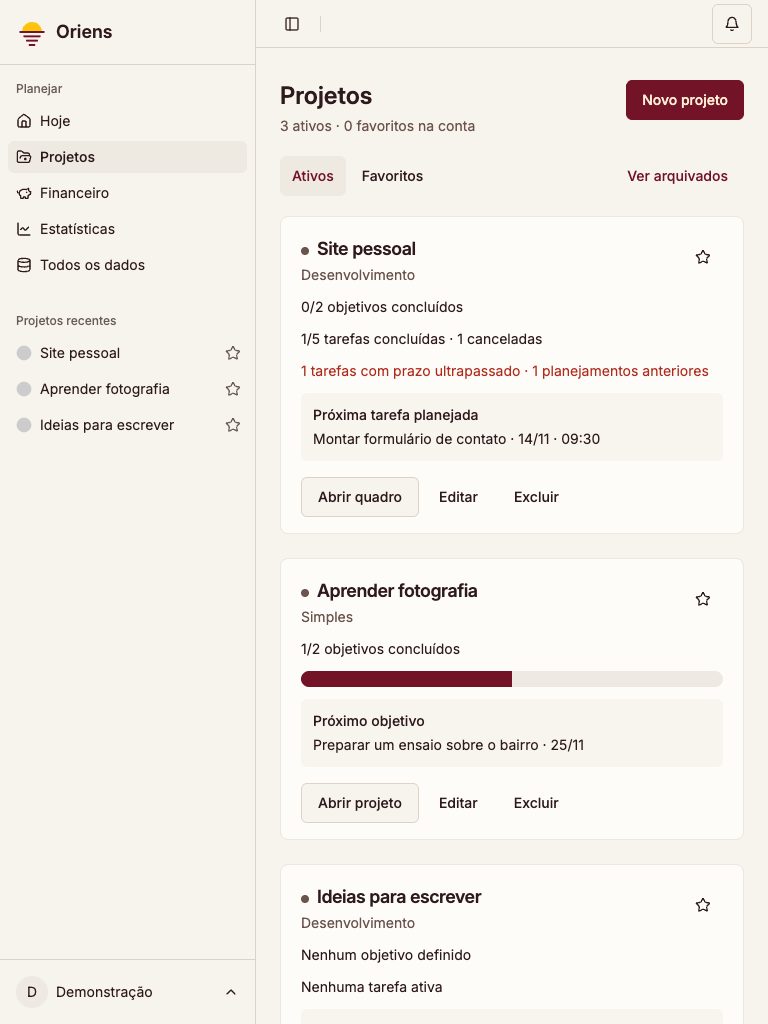 Oriens
Planejar
Hoje
Projetos
Financeiro
Estatísticas
Todos os dados
Projetos recentes
Site pessoal
Aprender fotografia
Ideias para escrever
D
Demonstração
Projetos
3 ativos · 0 favoritos na conta
Novo projeto
Ativos
Favoritos
Ver arquivados
Site pessoal
Desenvolvimento
0/2 objetivos concluídos
1/5 tarefas concluídas · 1 canceladas
1 tarefas com prazo ultrapassado · 1 planejamentos anteriores
Próxima tarefa planejada
Montar formulário de contato · 14/11 · 09:30
Abrir quadro
Editar
Excluir
Aprender fotografia
Simples
1/2 objetivos concluídos
Próximo objetivo
Preparar um ensaio sobre o bairro · 25/11
Abrir projeto
Editar
Excluir
Ideias para escrever
Desenvolvimento
Nenhum objetivo definido
Nenhuma tarefa ativa